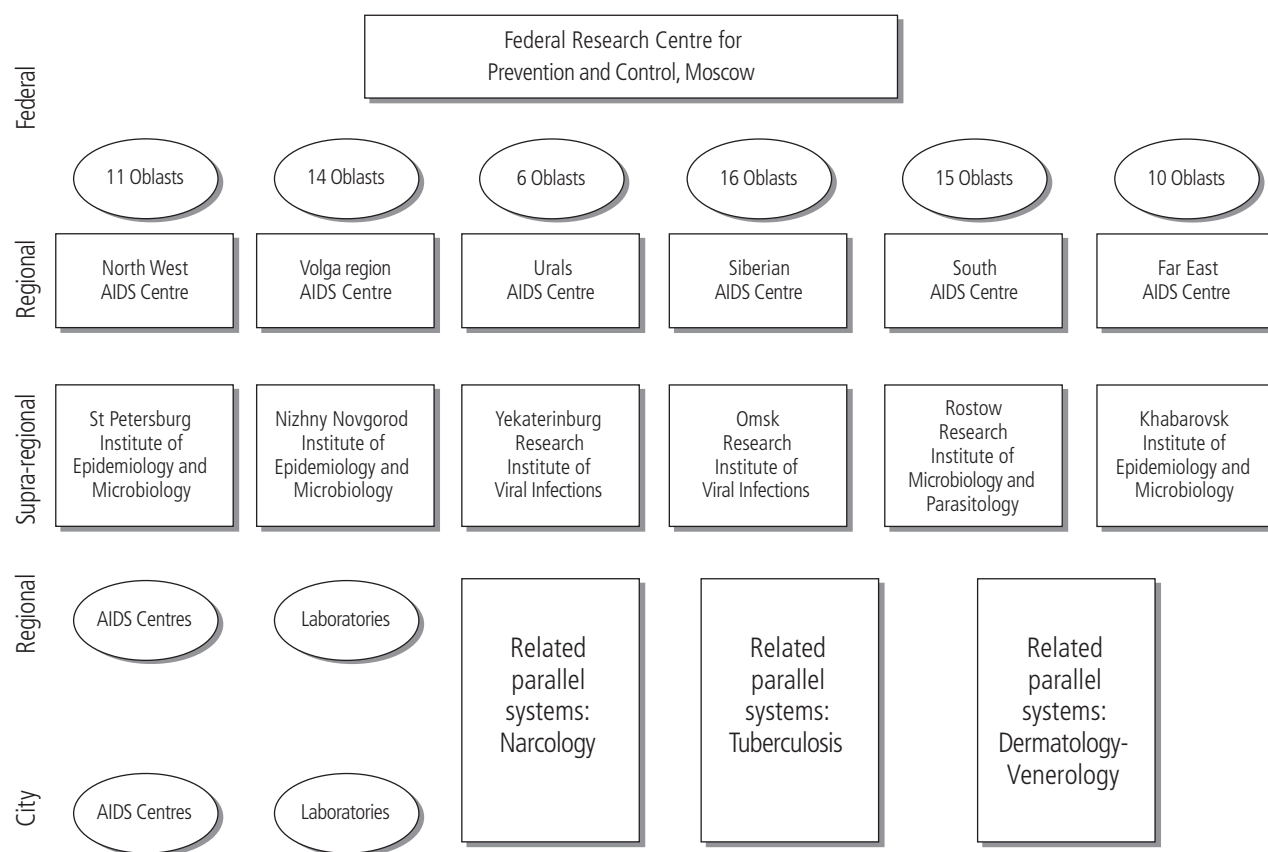 Federal
Federal Research Centre for
Prevention and Control, Moscow
11 Oblasts
14 Oblasts
6 Oblasts
16 Oblasts
15 Oblasts
10 Oblasts
Regional
North West
AIDS Centre
Volga region
AIDS Centre
Urals
AIDS Centre
Siberian
AIDS Centre
South
AIDS Centre
Far East
AIDS Centre
Supra-regional
St Petersburg
Institute of
Epidemiology and
Microbiology
Nizhny Novgorod
Institute of
Epidemiology and
Microbiology
Yekaterinburg
Research
Institute of
Viral Infections
Omsk
Research
Institute of
Viral Infections
Rostow
Research
Institute of
Microbiology and
Parasitology
Khabarovsk
Institute of
Epidemiology and
Microbiology
Regional
AIDS Centres
Laboratories
Related
parallel
systems:
Narcology
Related
parallel
systems:
Tuberculosis
Related
parallel
systems:
Dermatology-
Venerology
City
AIDS Centres
Laboratories